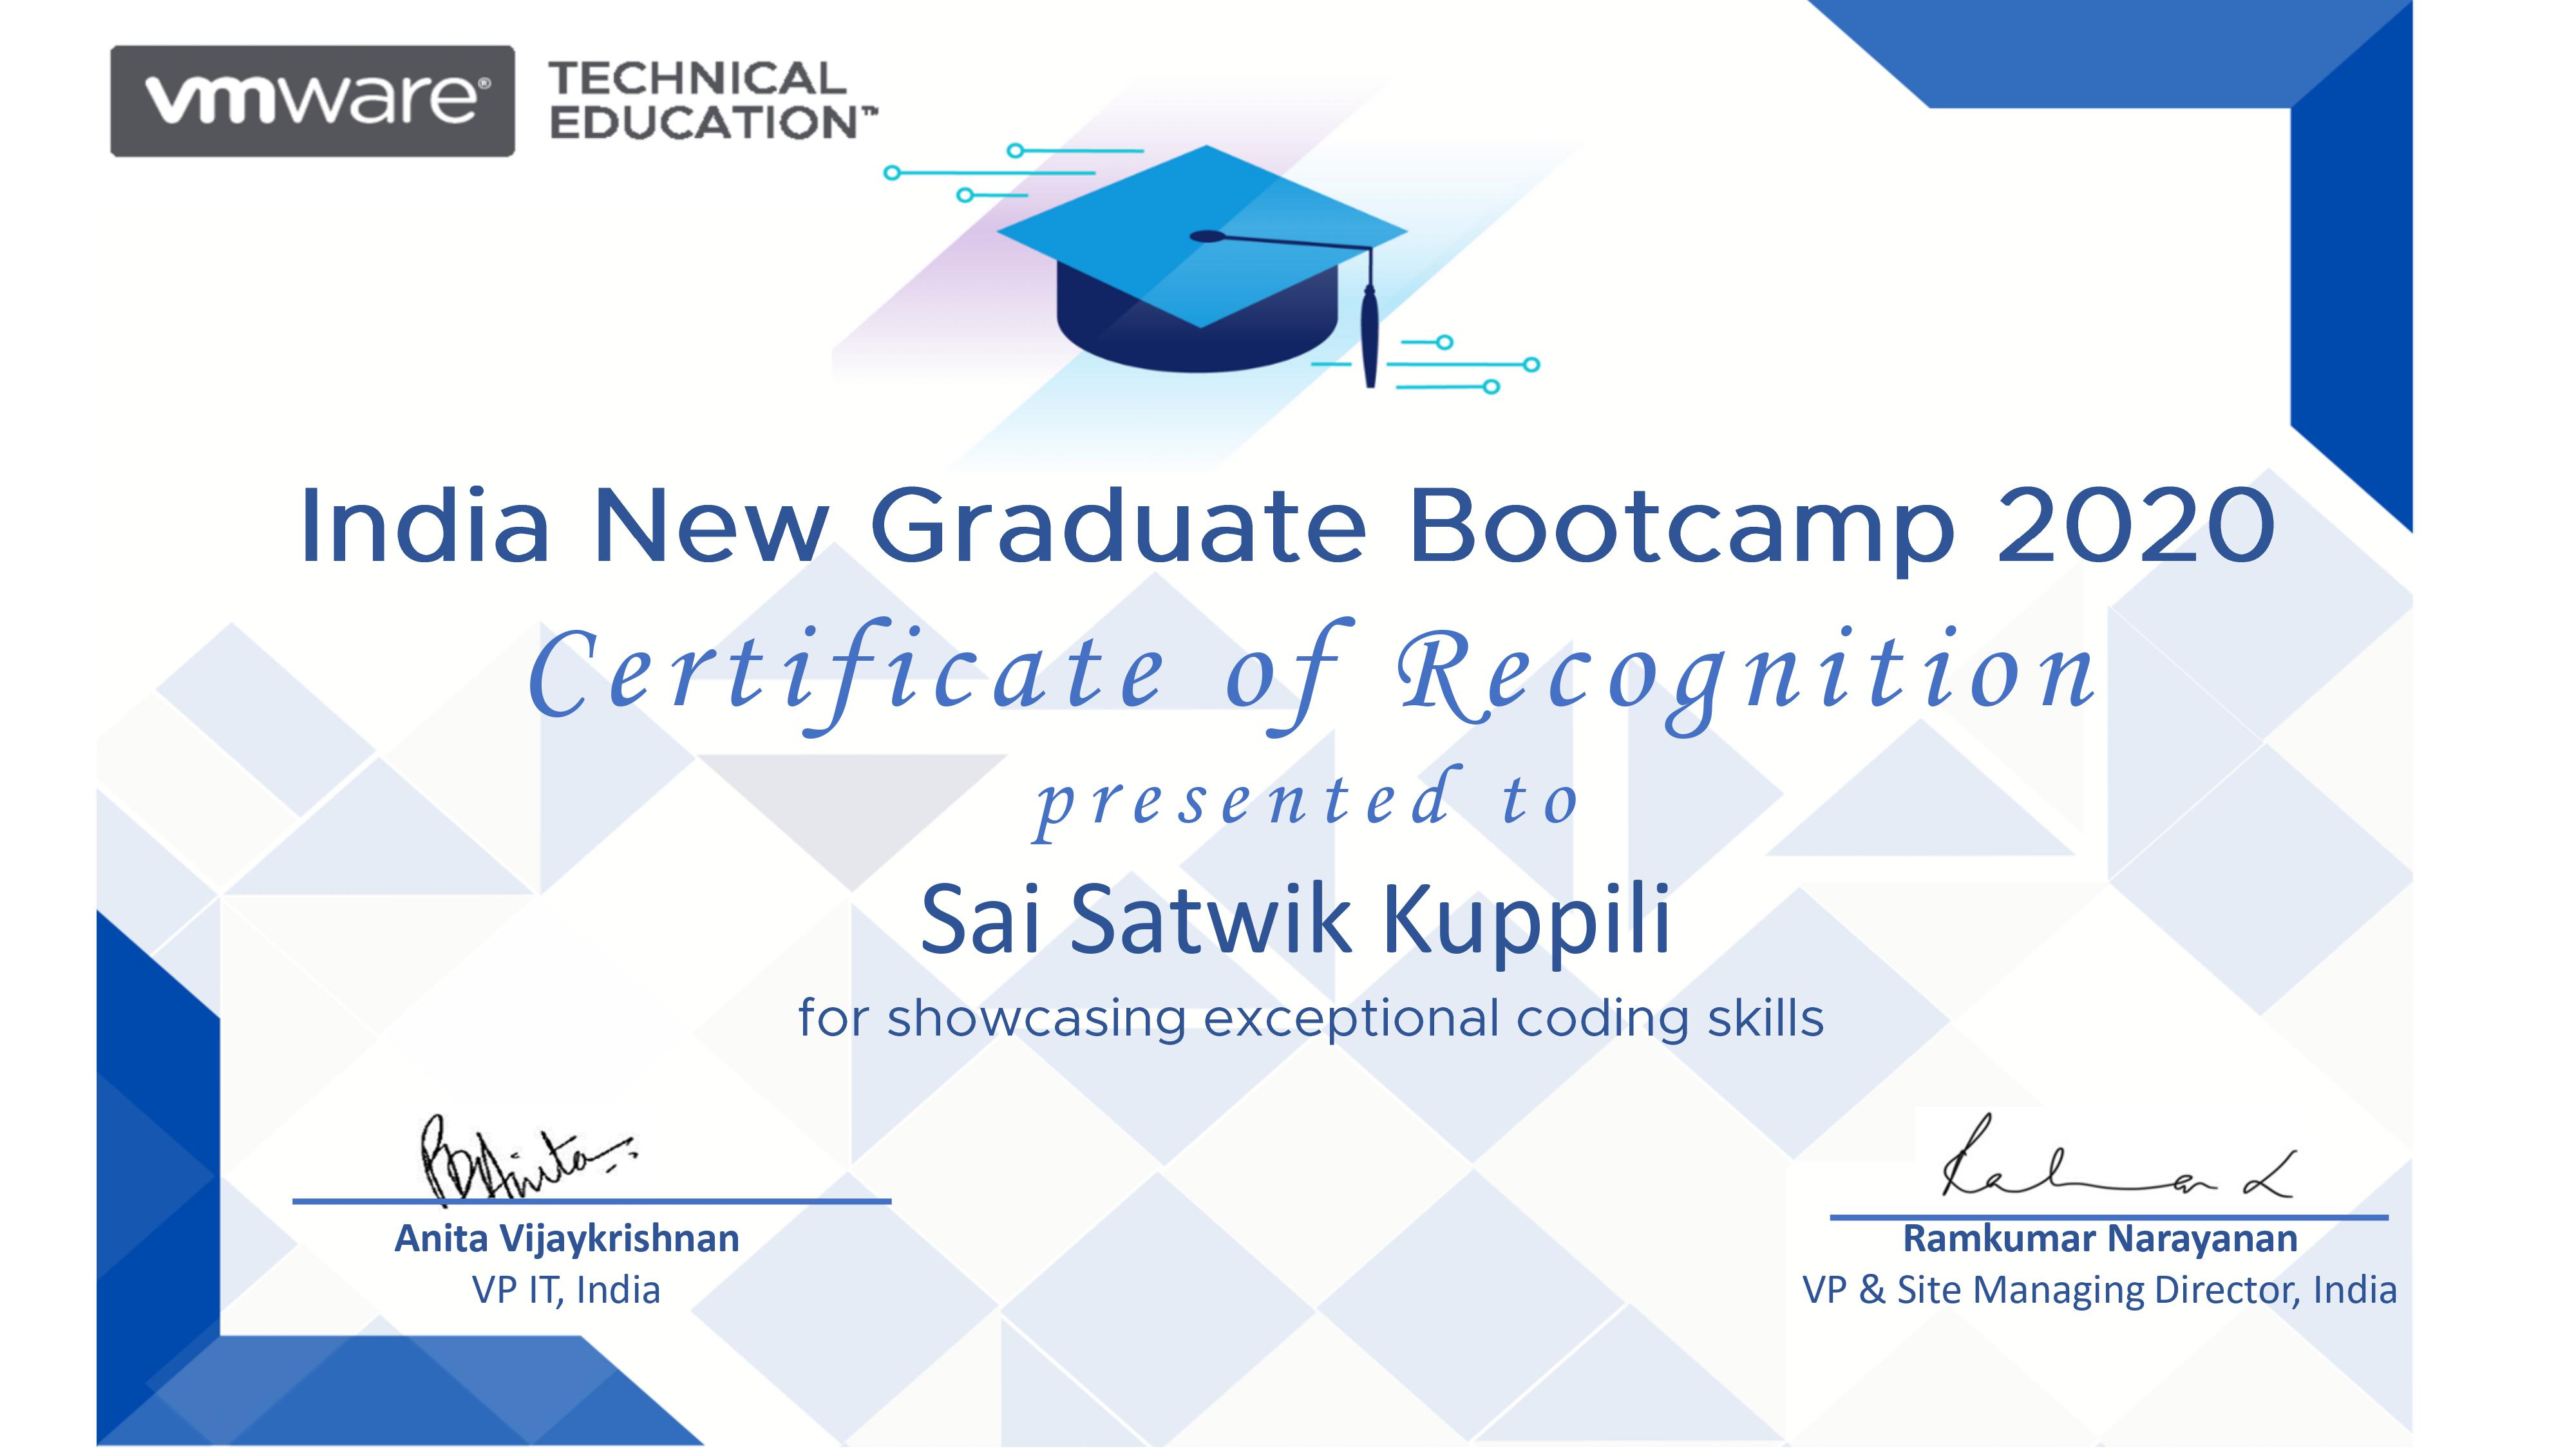 vmware®
TECHNICAL
EDUCATION™
India New Graduate Bootcamp 2020
Certificate of Recognition
presented to
Sai Satwik Kuppili
for showcasing exceptional coding skills
Anita Vijaykrishnan
VP IT, India
Ramkumar Narayanan
VP & Site Managing Director, India